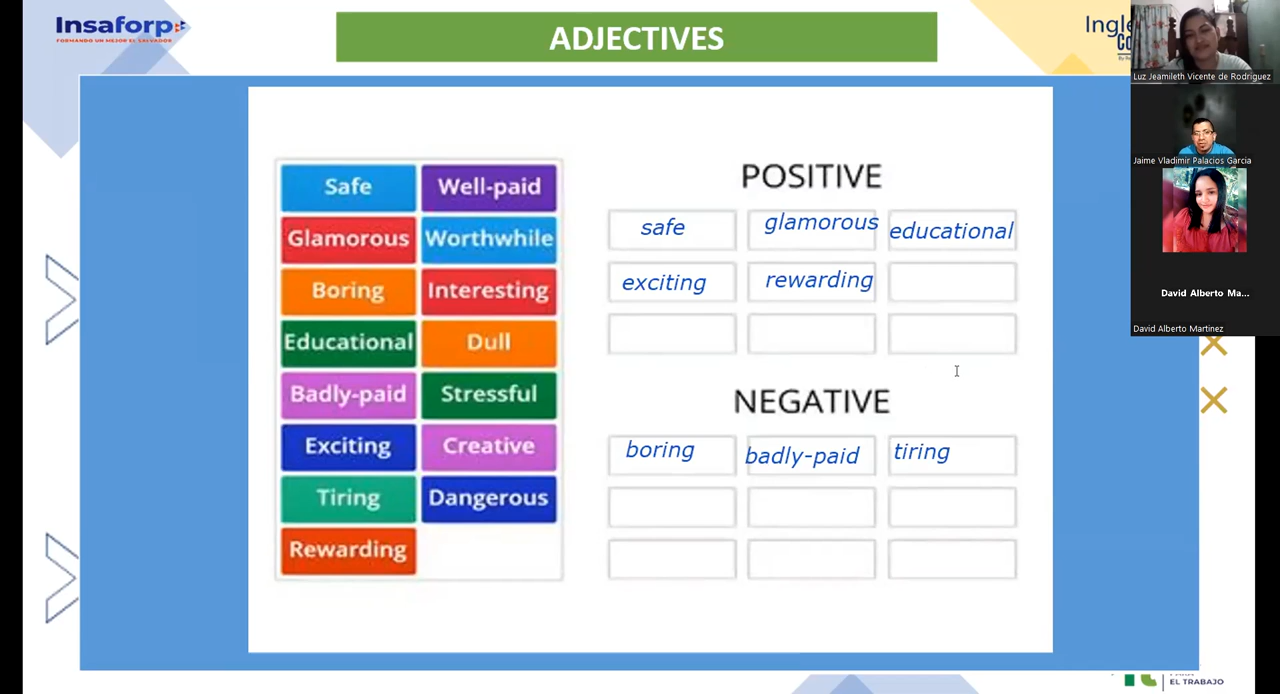 Insaforp
FORMANDO UN MEJOR EL SALVADOR
ADJECTIVES
Luz Jeamileth Vicente de Rodriguez
Jaime Vladimir Palacios Garcia
David Alberto Ma...
David Alberto Martinez
Safe Well-paid
Glamorous Worthwhile
Boring Interesting
Educational Dull
Badly-paid Stressful
Exciting Creative
Tiring Dangerous
Rewarding
POSITIVE
safe glamorous educational
exciting rewarding
NEGATIVE
boring badly-paid tiring
EL TRABAJO